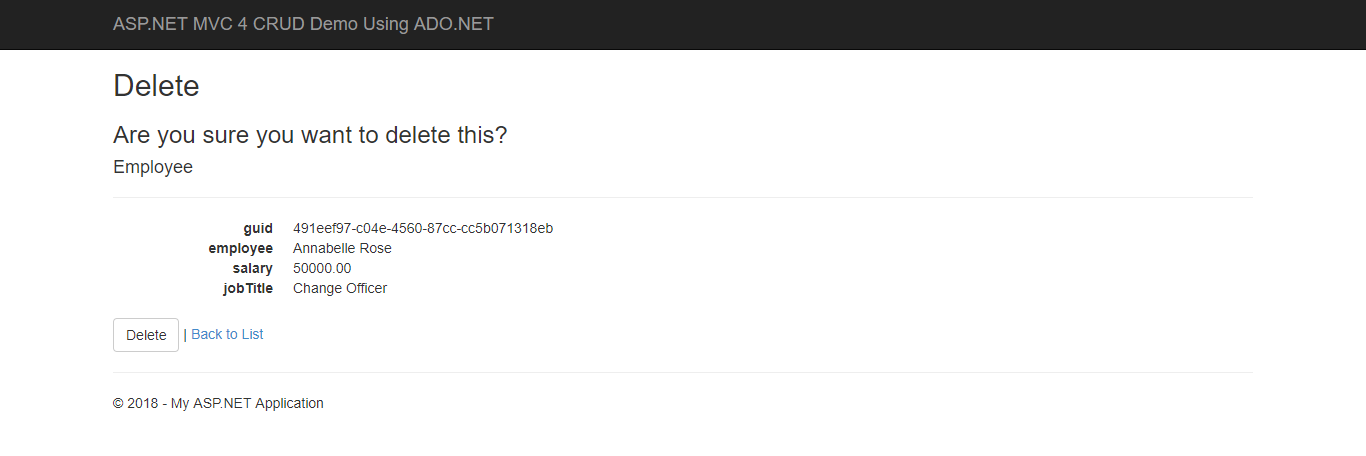 ASP.NET MVC 4 CRUD Demo Using ADO.NET
Delete
Are you sure you want to delete this?
Employee
guid 491eef97-c04e-4560-87cc-cc5b071318eb
employee Annabelle Rose
salary 50000.00
jobTitle Change Officer
Delete | Back to List
© 2018 - My ASP.NET Application